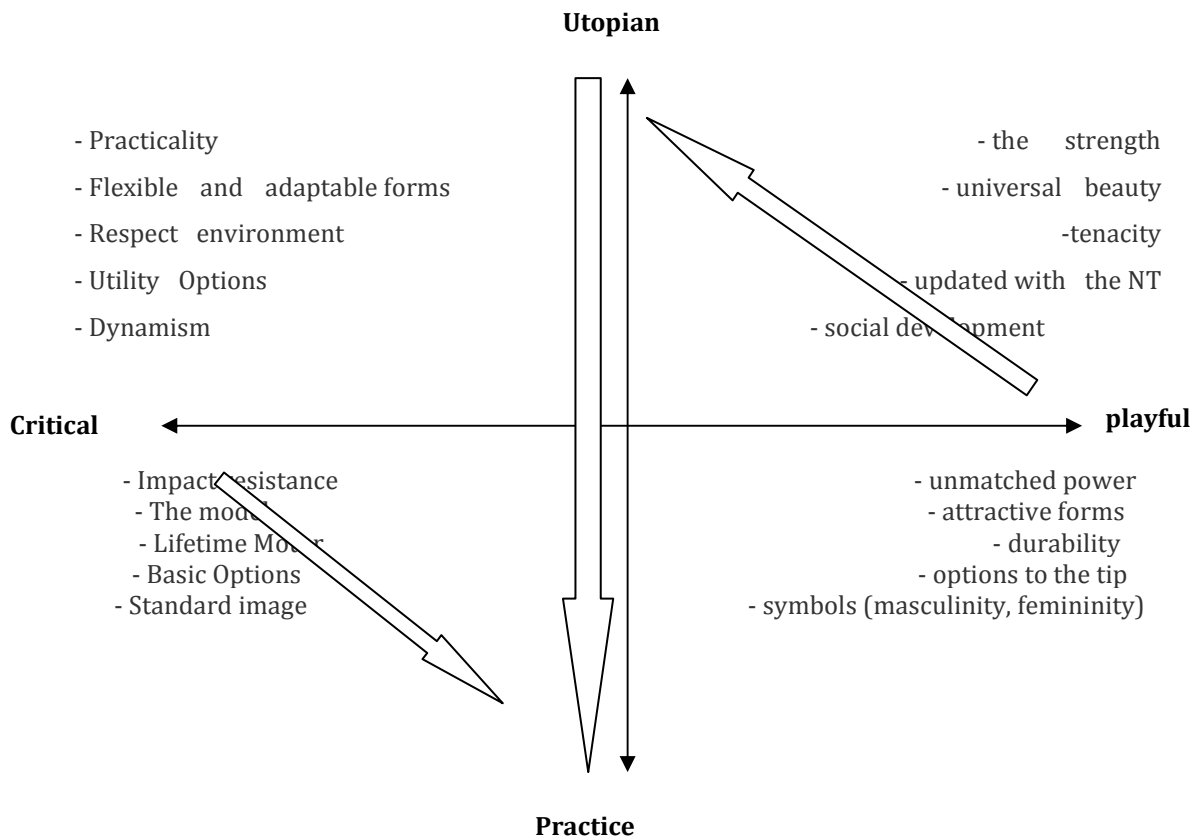 Utopian
- Practicality
- Flexible and adaptable forms
- Respect environment
- Utility Options
- Dynamism
- the strength
- universal beauty
-tenacity
- updated with the NT
- social development
Critical
playful
- Impact resistance
- The model
- Lifetime Motor
- Basic Options
- Standard image
- unmatched power
- attractive forms
- durability
- options to the tip
- symbols (masculinity, femininity)
Practice